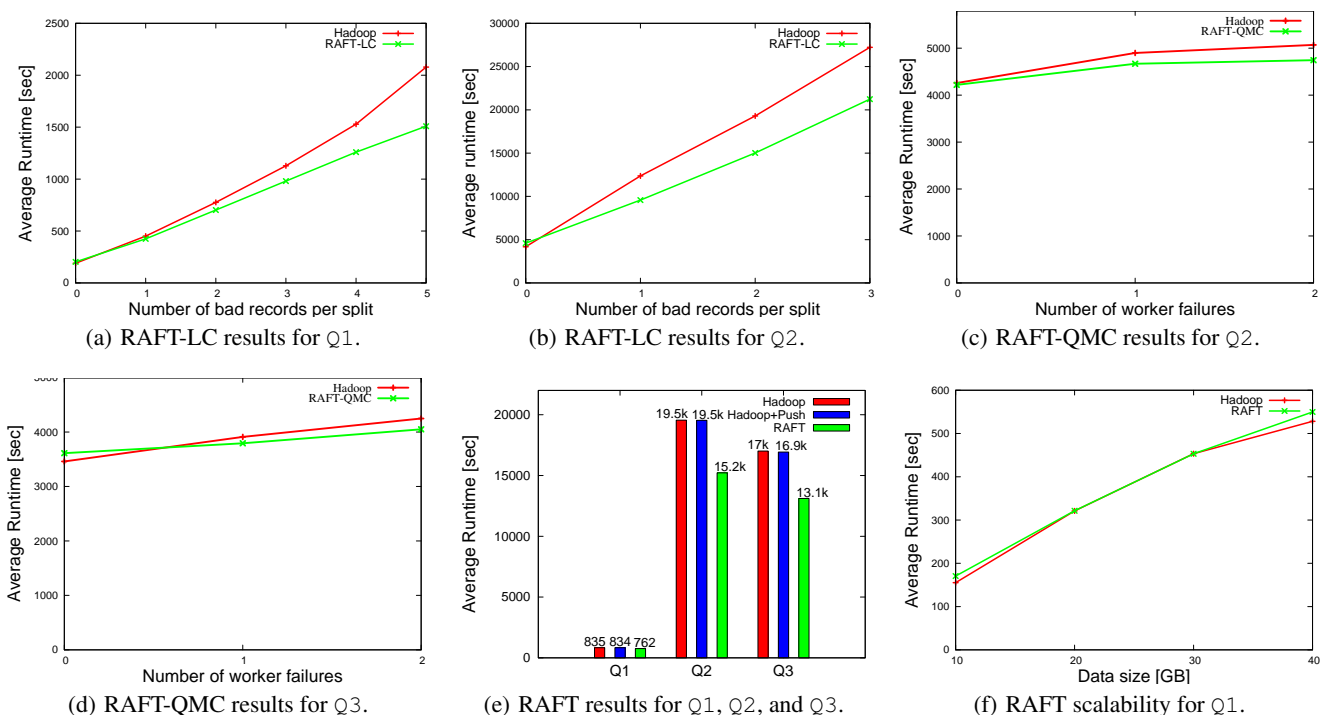 2500
2000
1500
1000
500
0
Average Runtime [sec]
Hadoop
RAFT-LC
0 1 2 3 4 5
Number of bad records per split
(a) RAFT-LC results for Q1.
30000
25000
20000
15000
10000
5000
0
Average runtime [sec]
Hadoop
RAFT-LC
0 1 2 3
Number of bad records per split
(b) RAFT-LC results for Q2.
5000
4000
3000
2000
1000
0
Average Runtime [sec]
Hadoop
RAFT-QMC
0 1 2
Number of worker failures
(c) RAFT-QMC results for Q2.
5000
4000
3000
2000
1000
0
Average Runtime [sec]
Hadoop
RAFT-QMC
0 1 2
Number of worker failures
(d) RAFT-QMC results for Q3.
20000
15000
10000
5000
0
Average Runtime [sec]
Hadoop
Hadoop+Push
RAFT
835 834 762
19.5k 19.5k 15.2k
17k 16.9k 13.1k
Q1 Q2 Q3
(e) RAFT results for Q1, Q2, and Q3.
600
500
400
300
200
100
0
Average Runtime [sec]
Hadoop
RAFT
10 20 30 40
Data size [GB]
(f) RAFT scalability for Q1.